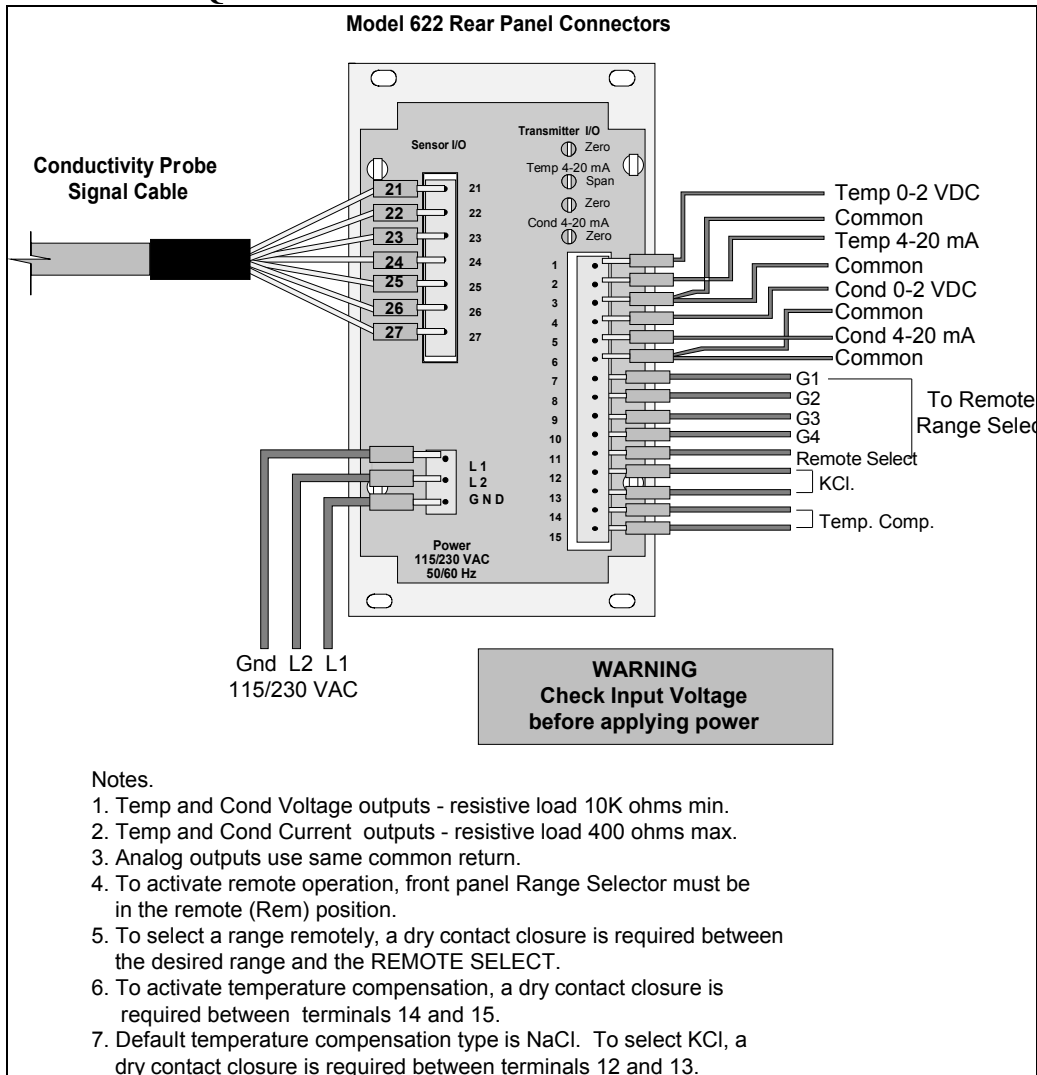 Model 622 Rear Panel Connectors
Conductivity Probe
Signal Cable
Sensor I/O
21
22
23
24
25
26
27
21
22
23
24
25
26
27
Transmitter I/O
Zero
Temp 4-20 mA
Span
Zero
Cond 4-20 mA
Zero
1
2
3
4
5
6
7
8
9
10
11
12
13
14
15
Temp 0-2 VDC
Common
Temp 4-20 mA
Common
Cond 0-2 VDC
Common
Cond 4-20 mA
Common
G1
G2
G3
G4
Remote Select
To Remote
Range Selec
KCl.
Temp. Comp.
L 1
L 2
G N D
Power
115/230 VAC
50/60 Hz
Gnd L2 L1
115/230 VAC
WARNING
Check Input Voltage
before applying power
Notes.
1. Temp and Cond Voltage outputs - resistive load 10K ohms min.
2. Temp and Cond Current outputs - resistive load 400 ohms max.
3. Analog outputs use same common return.
4. To activate remote operation, front panel Range Selector must be
in the remote (Rem) position.
5. To select a range remotely, a dry contact closure is required between
the desired range and the REMOTE SELECT.
6. To activate temperature compensation, a dry contact closure is
required between terminals 14 and 15.
7. Default temperature compensation type is NaCl. To select KCl, a
dry contact closure is required between terminals 12 and 13.